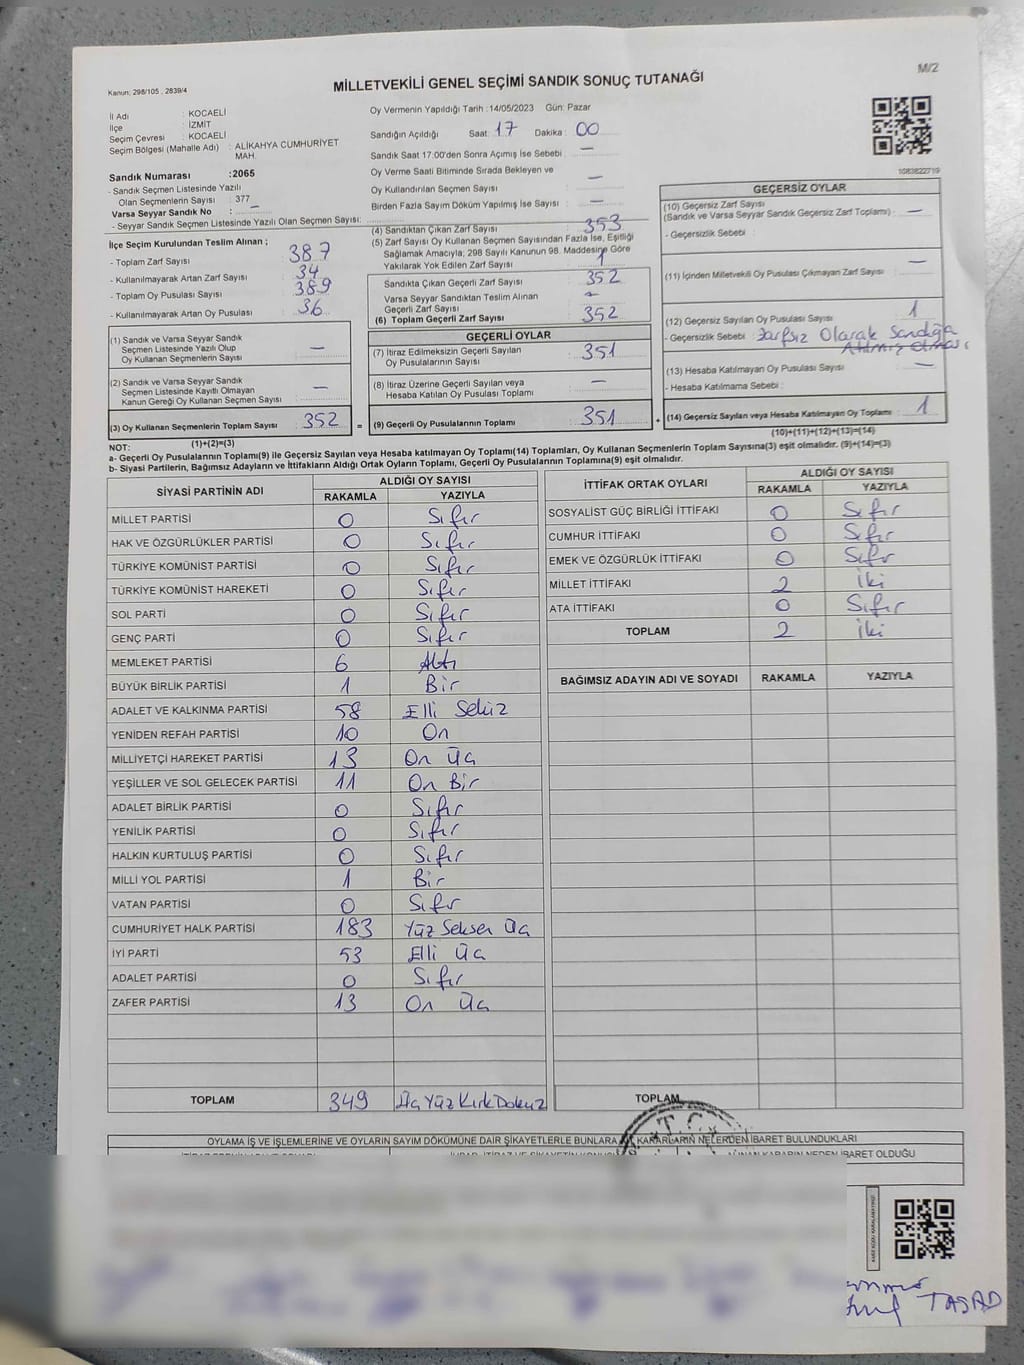 M/2
MİLLETVEKİLİ GENEL SEÇİMİ SANDIK SONUÇ TUTANAĞI
Kanun: 298/105 , 2839/4
İl Adı : KOCAELİ
İlçe : İZMİT
Seçim Çevresi : KOCAELİ
Seçim Bölgesi (Mahalle Adı) : ALİKAHYA CUMHURİYET
MAH.
Sandık Numarası :2065
- Sandık Seçmen Listesinde Yazılı
Olan Seçmenlerin Sayısı : 377
Varsa Seyyar Sandık No : —
- Seyyar Sandık Seçmen Listesinde Yazılı Olan Seçmen Sayısı:
İlçe Seçim Kurulundan Teslim Alınan ;
- Toplam Zarf Sayısı : 387
- Kullanılmayarak Artan Zarf Sayısı : 34
- Toplam Oy Pusulası Sayısı : 389
- Kullanılmayarak Artan Oy Pusulası : 36
Oy Vermenin Yapıldığı Tarih :14/05/2023 Gün: Pazar
Sandığın Açıldığı Saat: 17 Dakika : 00
Sandık Saat 17:00'den Sonra Açımış İse Sebebi : —
Oy Verme Saati Bitiminde Sırada Bekleyen ve
Oy Kullandırılan Seçmen Sayısı : —
Birden Fazla Sayım Döküm Yapılmış İse Sayısı : —
(4) Sandıktan Çıkan Zarf Sayısı : 353
(5) Zarf Sayısı Oy Kullanan Seçmen Sayısından Fazla İse, Eşitliği
Sağlamak Amacıyla; 298 Sayılı Kanunun 98. Maddesine Göre
Yakılarak Yok Edilen Zarf Sayısı : 1
Sandıkta Çıkan Geçerli Zarf Sayısı : 352
Varsa Seyyar Sandıktan Teslim Alınan
Geçerli Zarf Sayısı : -
(6) Toplam Geçerli Zarf Sayısı : 352
1083822719
GEÇERSİZ OYLAR
(10) Geçersiz Zarf Sayısı
(Sandık ve Varsa Seyyar Sandık Geçersiz Zarf Toplamı) : —
- Geçersizlik Sebebi :
(11) İçinden Milletvekili Oy Pusulası Çıkmayan Zarf Sayısı : —
(12) Geçersiz Sayılan Oy Pusulası Sayısı : 1
- Geçersizlik Sebebi : Zarfsız Olarak Sandığa
Atılmış olması
(13) Hesaba Katılmayan Oy Pusulası Sayısı : —
- Hesaba Katılmama Sebebi :
(14) Geçersiz Sayılan veya Hesaba Katılmayan Oy Toplamı : 1
(10)+(11)+(12)+(13)=(14)
(1) Sandık ve Varsa Seyyar Sandık
Seçmen Listesinde Yazılı Olup
Oy Kullanan Seçmenlerin Sayısı : —
(2) Sandık ve Varsa Seyyar Sandık
Seçmen Listesinde Kayıtlı Olmayan
Kanun Gereği Oy Kullanan Seçmen Sayısı : —
(3) Oy Kullanan Seçmenlerin Toplam Sayısı : 352
(1)+(2)=(3)
GEÇERLİ OYLAR
(7) İtiraz Edilmeksizin Geçerli Sayılan
Oy Pusulalarının Sayısı : 351
(8) İtiraz Üzerine Geçerli Sayılan veya
Hesaba Katılan Oy Pusulası Toplamı : —
= (9) Geçerli Oy Pusulalarının Toplamı : 351 +
NOT:
a- Geçerli Oy Pusulalarının Toplamı(9) ile Geçersiz Sayılan veya Hesaba katılmayan Oy Toplamı(14) Toplamları, Oy Kullanan Seçmenlerin Toplam Sayısına(3) eşit olmalıdır. (9)+(14)=(3)
b- Siyasi Partilerin, Bağımsız Adayların ve İttifakların Aldığı Ortak Oyların Toplamı, Geçerli Oy Pusulalarının Toplamına(9) eşit olmalıdır.
SİYASİ PARTİNİN ADI ALDIĞI OY SAYISI
RAKAMLA YAZIYLA
MİLLET PARTİSİ 0 Sıfır
HAK VE ÖZGÜRLÜKLER PARTİSİ 0 Sıfır
TÜRKİYE KOMÜNİST PARTİSİ 0 Sıfır
TÜRKİYE KOMÜNİST HAREKETİ 0 Sıfır
SOL PARTİ 0 Sıfır
GENÇ PARTİ 0 Sıfır
MEMLEKET PARTİSİ 6 Altı
BÜYÜK BİRLİK PARTİSİ 1 Bir
ADALET VE KALKINMA PARTİSİ 58 Elli Sekiz
YENİDEN REFAH PARTİSİ 10 On
MİLLİYETÇİ HAREKET PARTİSİ 13 On Üç
YEŞİLLER VE SOL GELECEK PARTİSİ 11 On Bir
ADALET BİRLİK PARTİSİ 0 Sıfır
YENİLİK PARTİSİ 0 Sıfır
HALKIN KURTULUŞ PARTİSİ 0 Sıfır
MİLLİ YOL PARTİSİ 1 Bir
VATAN PARTİSİ 0 Sıfır
CUMHURİYET HALK PARTİSİ 183 Yüz Seksen Üç
İYİ PARTİ 53 Elli Üç
ADALET PARTİSİ 0 Sıfır
ZAFER PARTİSİ 13 On Üç
TOPLAM 349 Üç Yüz Kırk Dokuz
İTTİFAK ORTAK OYLARI ALDIĞI OY SAYISI
RAKAMLA YAZIYLA
SOSYALİST GÜÇ BİRLİĞİ İTTİFAKI 0 Sıfır
CUMHUR İTTİFAKI 0 Sıfır
EMEK VE ÖZGÜRLÜK İTTİFAKI 0 Sıfır
MİLLET İTTİFAKI 2 İki
ATA İTTİFAKI 0 Sıfır
TOPLAM 2 İki
BAĞIMSIZ ADAYIN ADI VE SOYADI RAKAMLA YAZIYLA
TOPLAM
T.C.
OYLAMA İŞ VE İŞLEMLERİNE VE OYLARIN SAYIM DÖKÜMÜNE DAİR ŞİKAYETLERLE BUNLARA KARARLARIN NELERDEN İBARET BULUNDUKLARI
İBARET OLDUĞU
TASAD